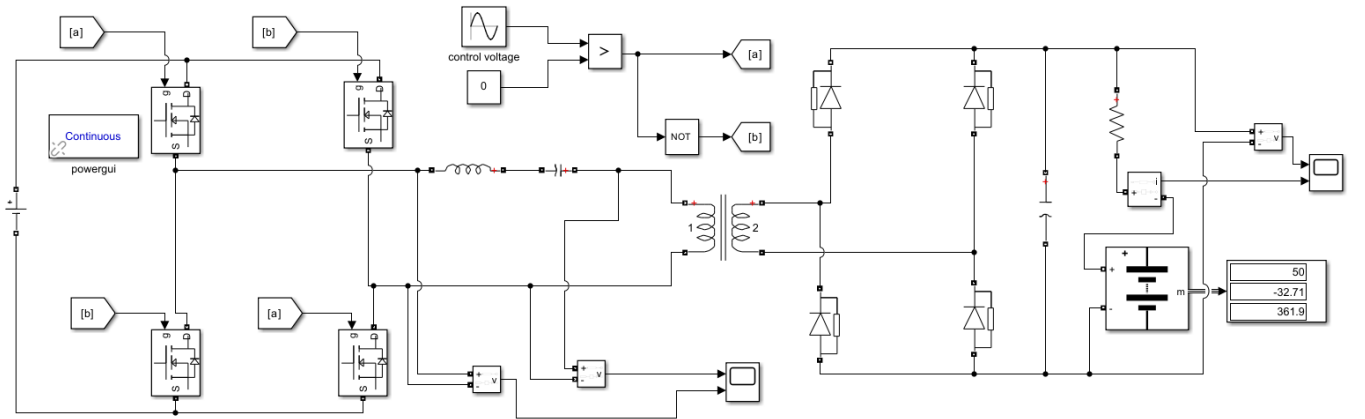 [a]
[b]
control voltage
>
[a]
0
g
D
S
g
D
S
Continuous
powergui
NOT
[b]
+
-
v
i
+
-
1
2
+
+
-
m
50
-32.71
361.9
[b]
[a]
g
D
S
g
D
S
+
-
v
+
-
v